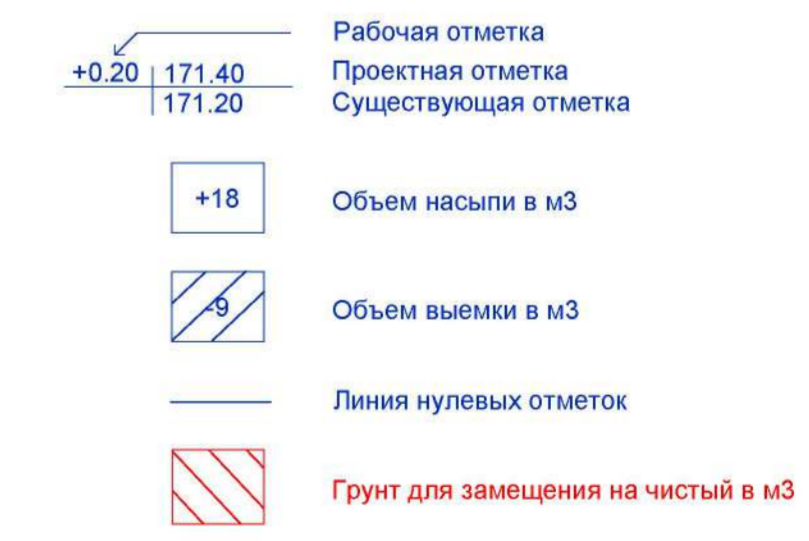 Рабочая отметка
+0.20 171.40 Проектная отметка
171.20 Существующая отметка
+18 Объем насыпи в м3
-9 Объем выемки в м3
Линия нулевых отметок
Грунт для замещения на чистый в м3